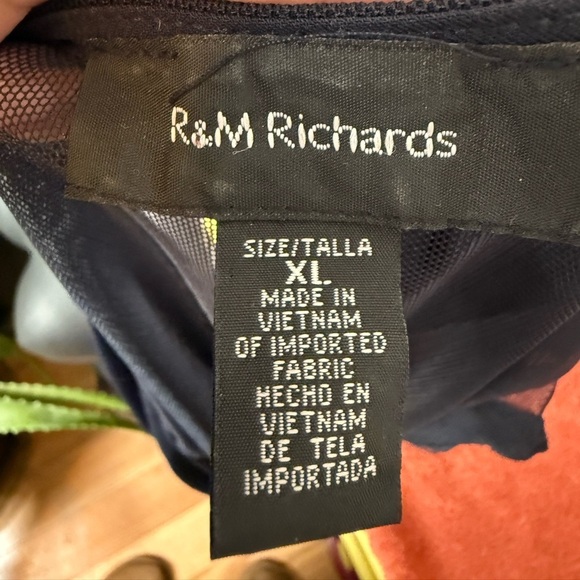 R&M Richards
SIZE/TALLA
XL
MADE IN
VIETNAM
OF IMPORTED
FABRIC
HECHO EN
VIETNAM
DE TELA
IMPORTADA